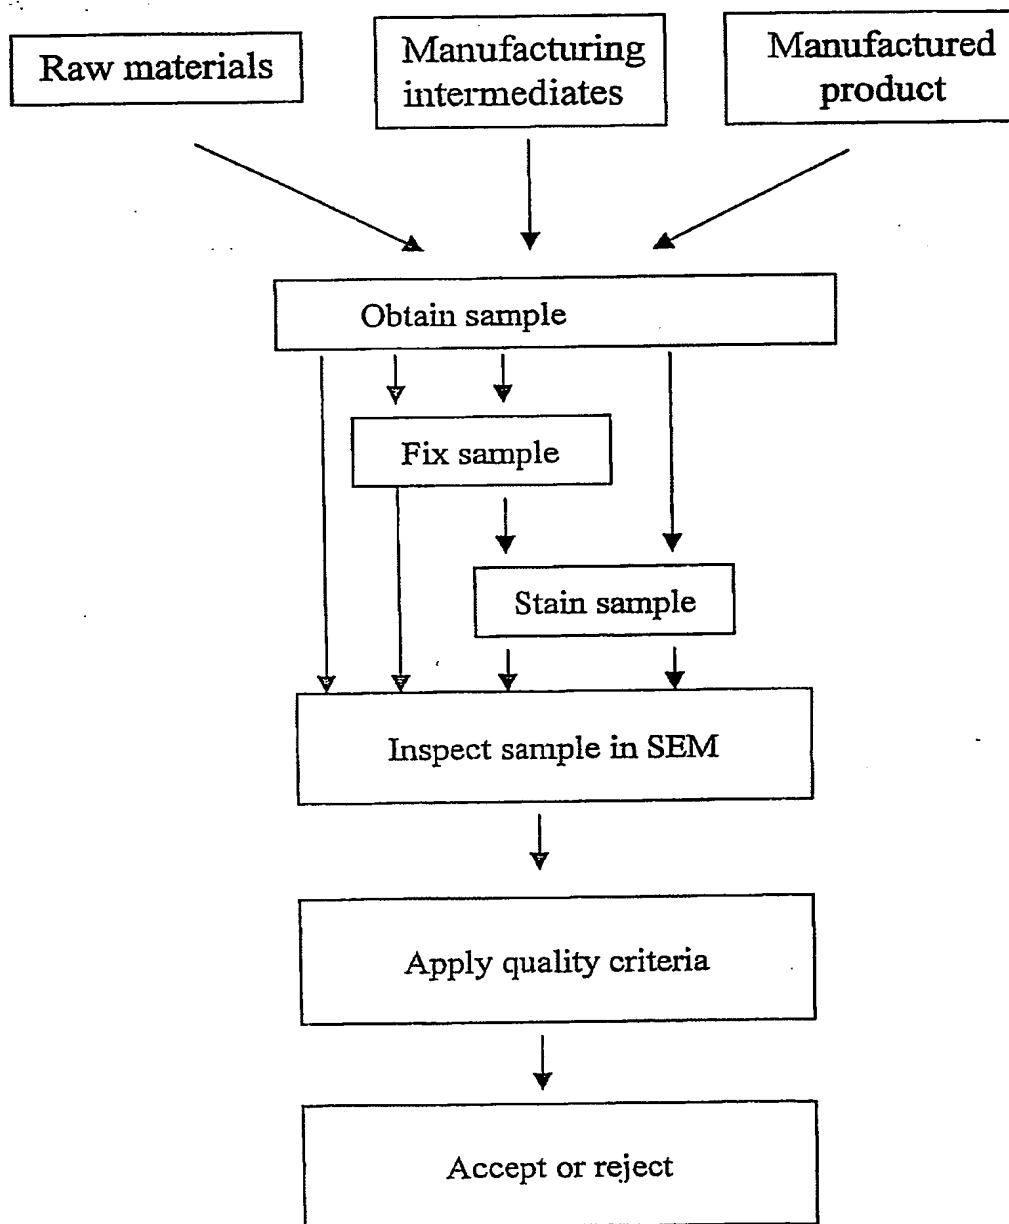 Raw materials
Manufacturing
intermediates
Manufactured
product
Obtain sample
Fix sample
Stain sample
Inspect sample in SEM
Apply quality criteria
Accept or reject